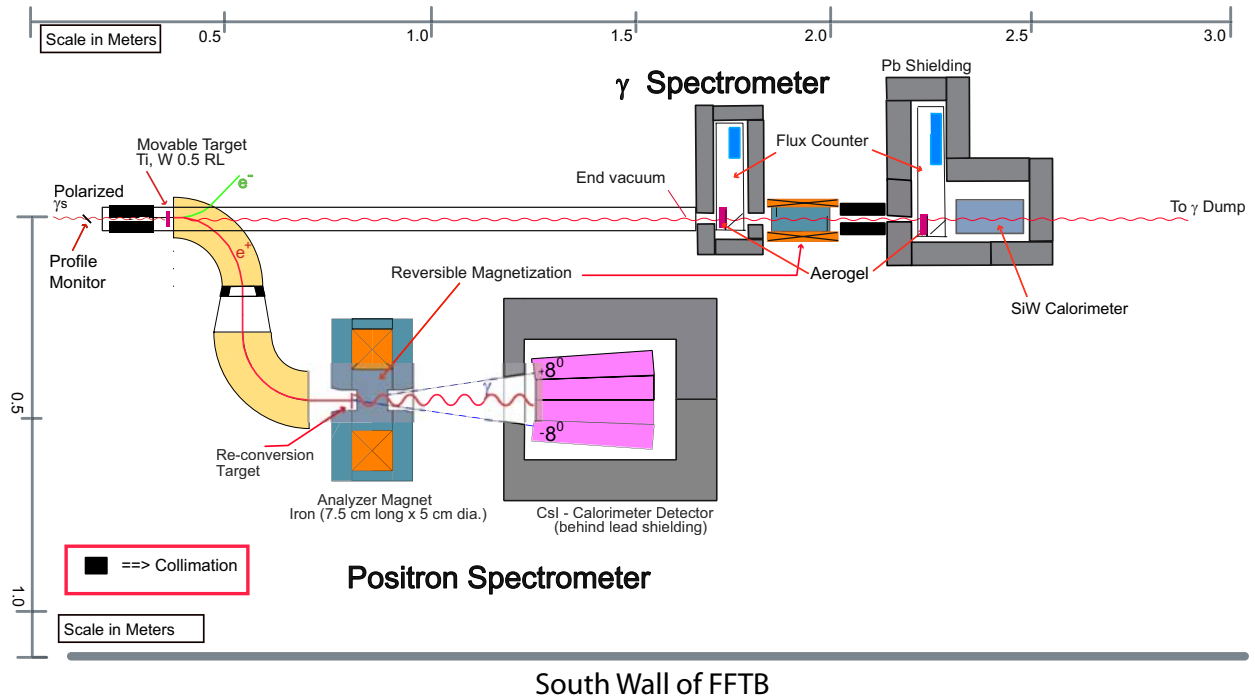 Scale in Meters
0.5
1.0
1.5
2.0
2.5
3.0
γ Spectrometer
Pb Shielding
Movable Target
Ti, W 0.5 RL
Flux Counter
e-
Polarized
γs
End vacuum
To γ Dump
e+
Profile
Monitor
Reversible Magnetization
Aerogel
SiW Calorimeter
+8⁰
γ
0.5
-8⁰
Re-conversion
Target
Analyzer Magnet
Iron (7.5 cm long x 5 cm dia.)
CsI - Calorimeter Detector
(behind lead shielding)
==> Collimation
Positron Spectrometer
1.0
Scale in Meters
South Wall of FFTB